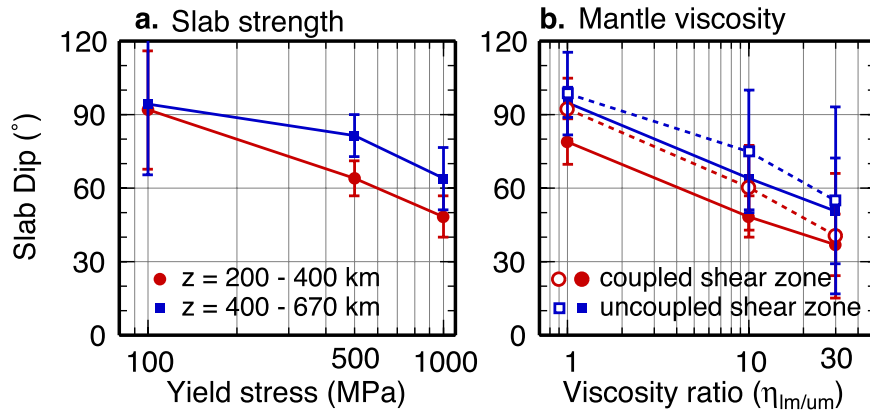 a. Slab strength
120
90
60
30
0
Slab Dip (°)
z = 200 - 400 km
z = 400 - 670 km
100
500
1000
Yield stress (MPa)
b. Mantle viscosity
120
90
60
30
0
coupled shear zone
uncoupled shear zone
1
10
30
Viscosity ratio (ηlm/um)